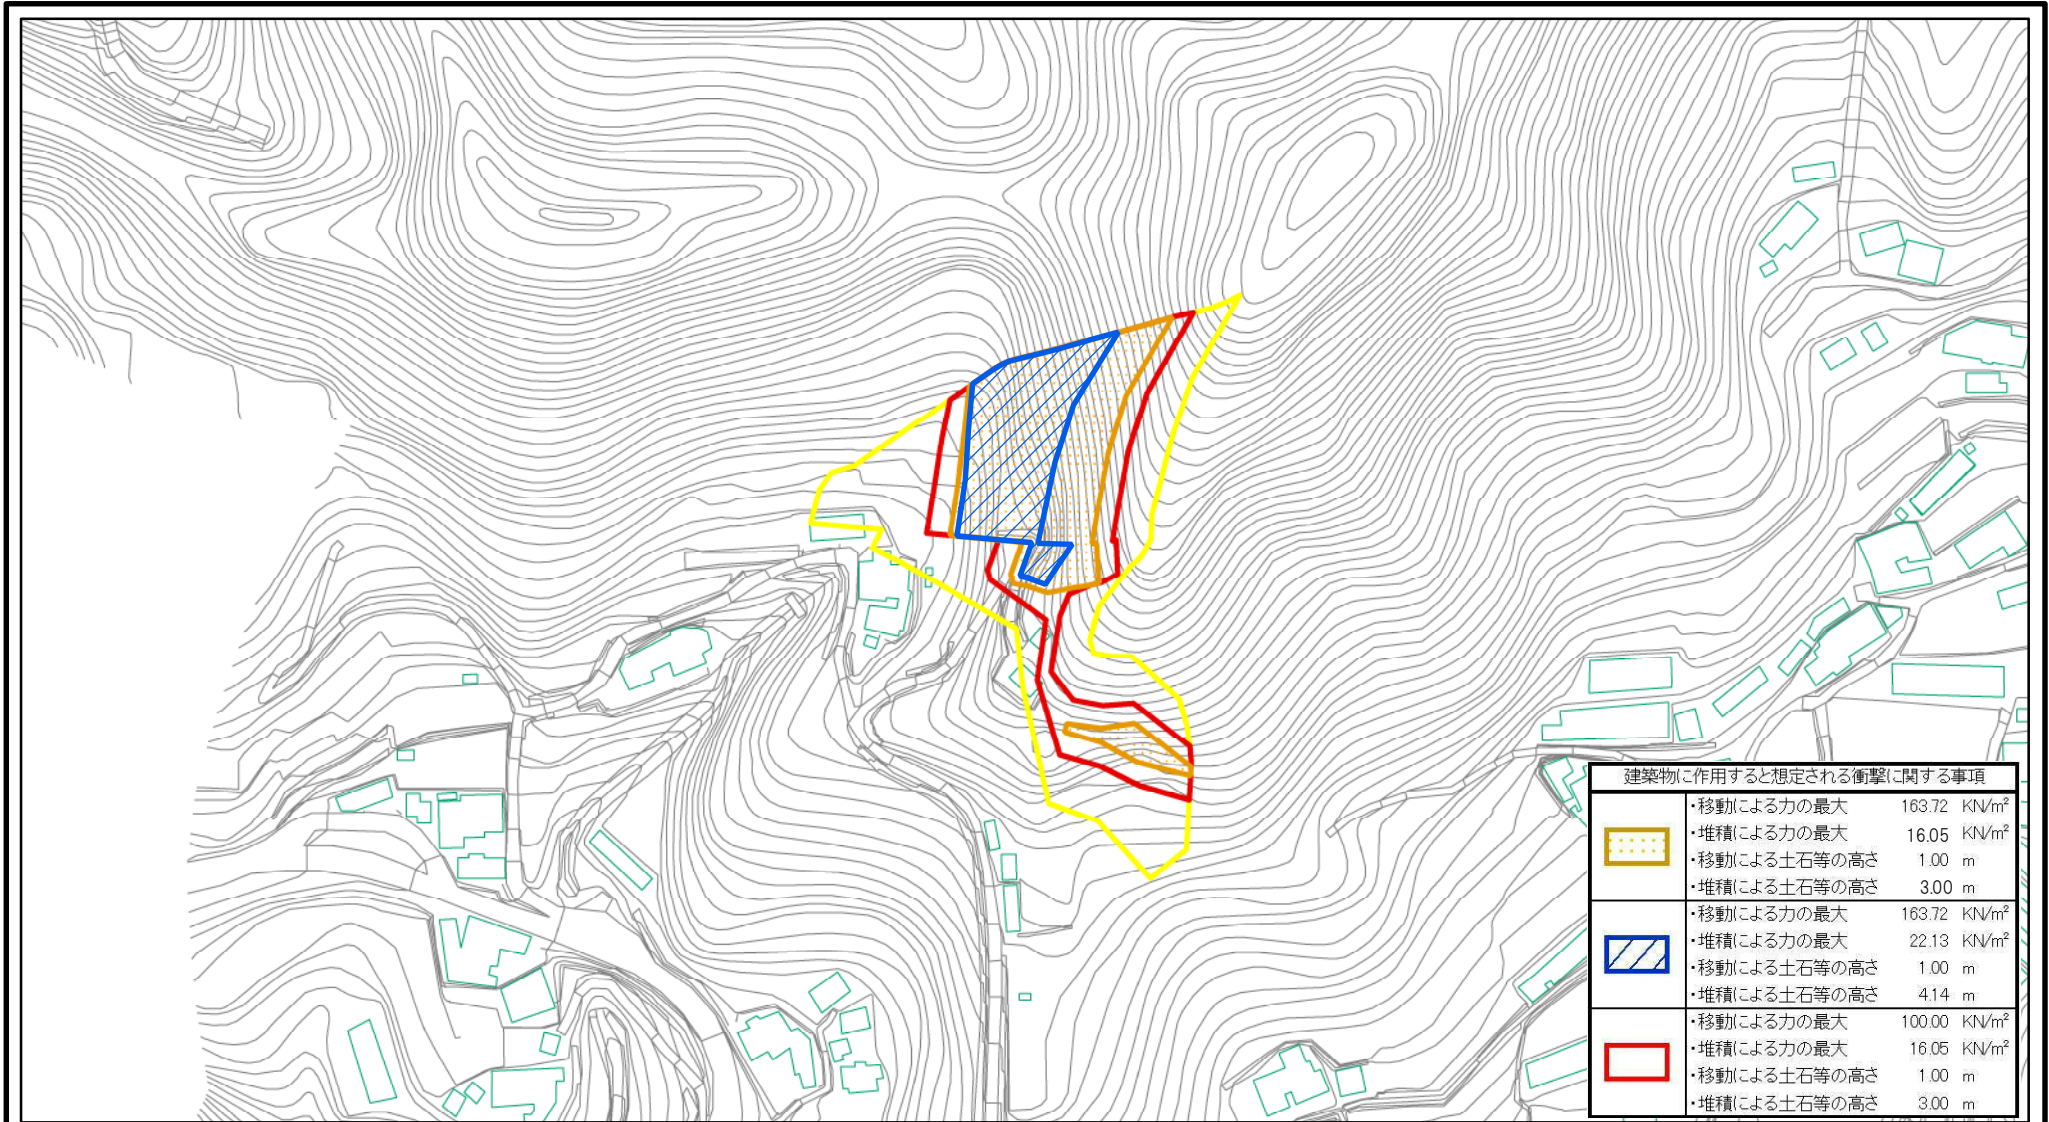 建築物に作用すると想定される衝撃に関する事項
・移動による力の最大 163.72 KN/m²
・堆積による力の最大 16.05 KN/m²
・移動による土石等の高さ 1.00 m
・堆積による土石等の高さ 3.00 m
・移動による力の最大 163.72 KN/m²
・堆積による力の最大 22.13 KN/m²
・移動による土石等の高さ 1.00 m
・堆積による土石等の高さ 4.14 m
・移動による力の最大 100.00 KN/m²
・堆積による力の最大 16.05 KN/m²
・移動による土石等の高さ 1.00 m
・堆積による土石等の高さ 3.00 m